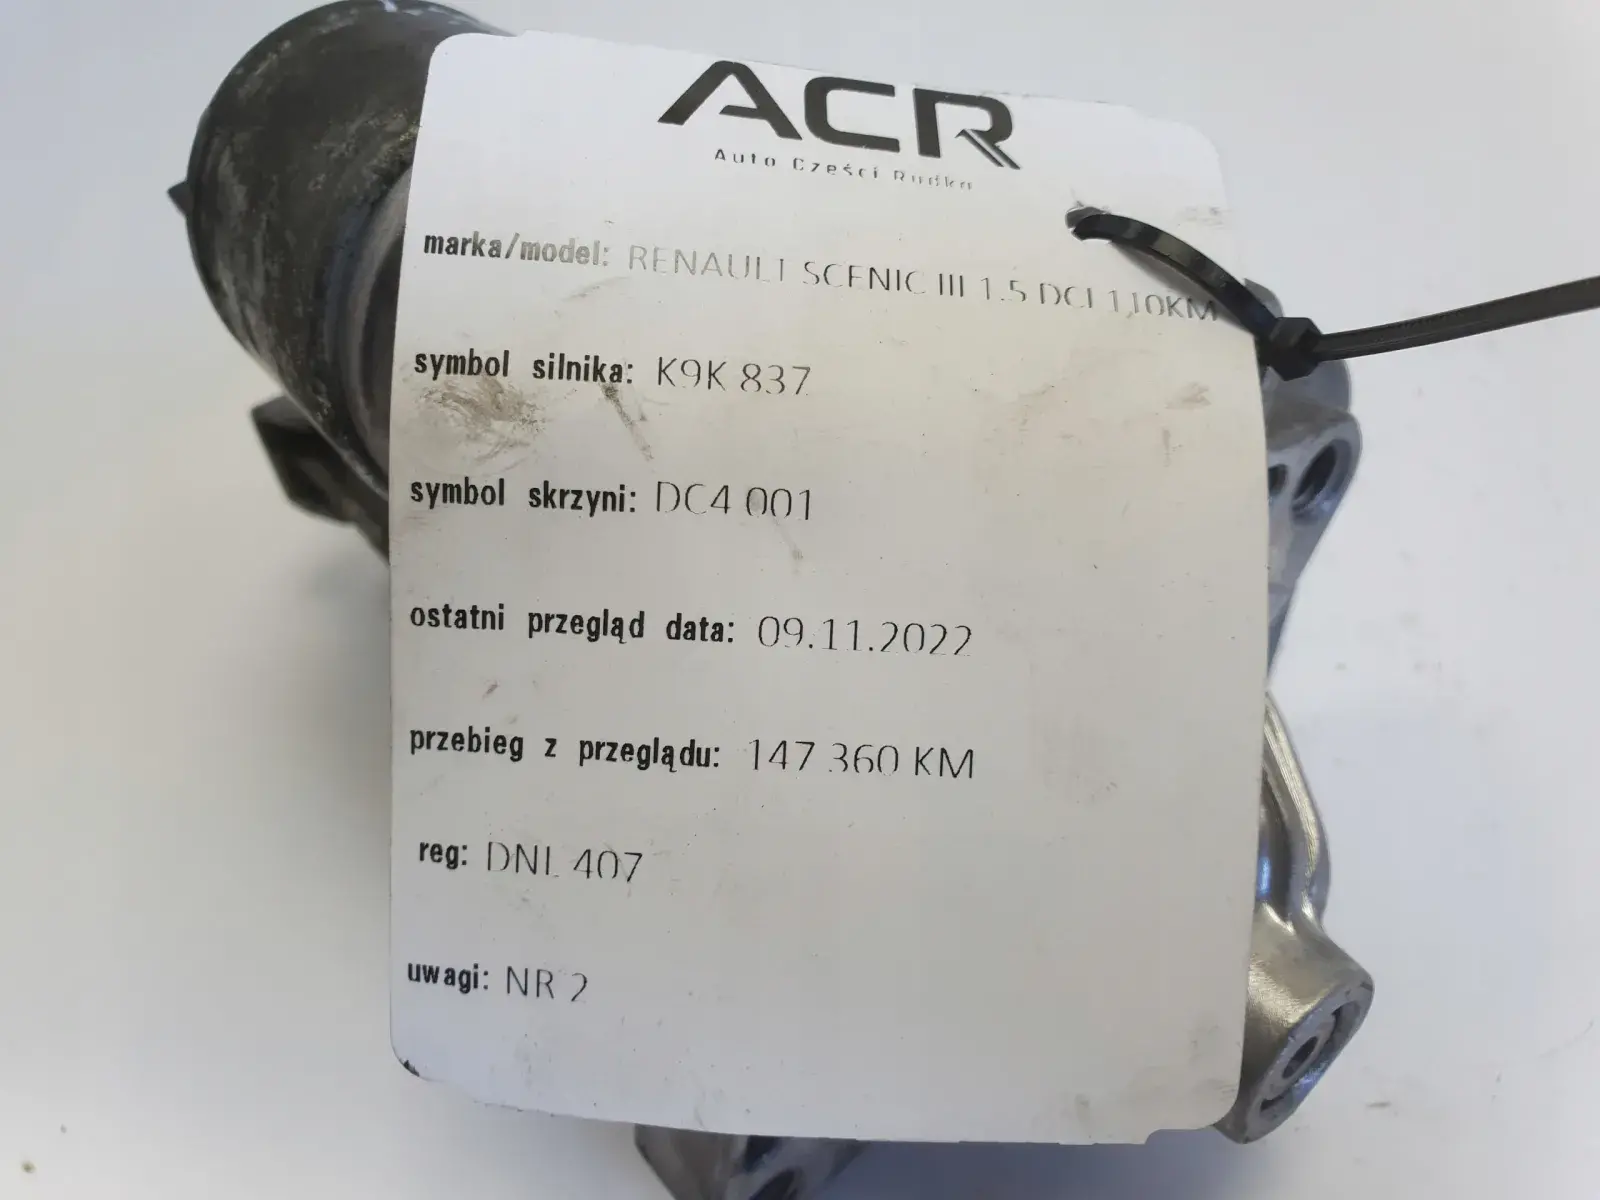 ACR
Auto Części Rudka
marka/model: RENAULT SCENIC III 1.5 DCI 110KM
symbol silnika: K9K 837
symbol skrzyni: DC4 001
ostatni przegląd data: 09.11.2022
przebieg z przeglądu: 147 360 KM
reg: DNL 407
uwagi: NR 2